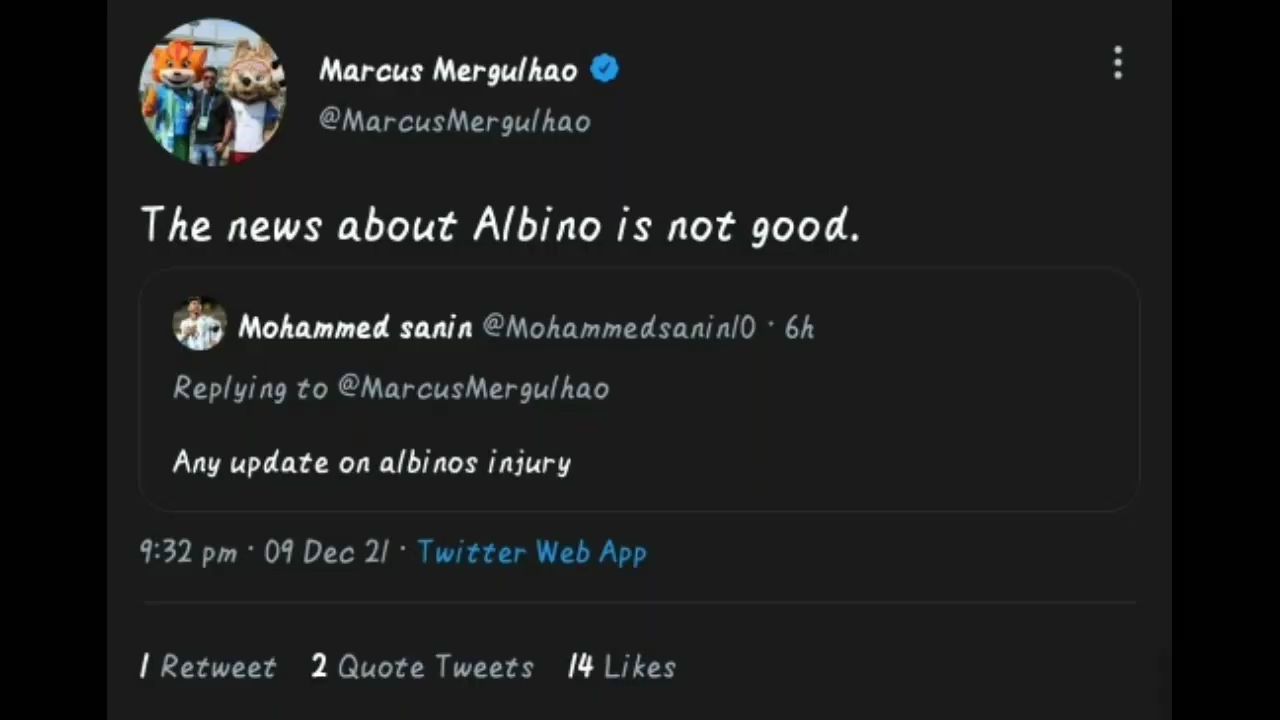 Marcus Mergulhao
@MarcusMergulhao
The news about Albino is not good.
Mohammed sanin @Mohammedsanin10 · 6h
Replying to @MarcusMergulhao
Any update on albinos injury
9:32 pm · 09 Dec 21 · Twitter Web App
1 Retweet 2 Quote Tweets 14 Likes